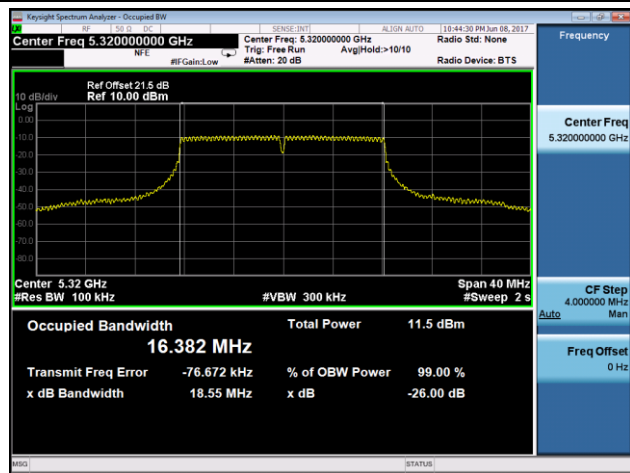 Keysight Spectrum Analyzer - Occupied BW
RF 50 Ω DC SENSE:INT ALIGN AUTO 10:44:30 PM Jun 08, 2017
Center Freq 5.320000000 GHz Center Freq: 5.320000000 GHz Radio Std: None Frequency
NFE Trig: Free Run Avg|Hold:>10/10
#IFGain:Low #Atten: 20 dB Radio Device: BTS
Ref Offset 21.5 dB
10 dB/div Ref 10.00 dBm
Log
0.00
-10.0
-20.0
-30.0
-40.0
-50.0
-60.0
-70.0
-80.0
Center Freq
5.320000000 GHz
Center 5.32 GHz Span 40 MHz
#Res BW 100 kHz #VBW 300 kHz #Sweep 2 s
CF Step
4.000000 MHz
Auto Man
Occupied Bandwidth Total Power 11.5 dBm
16.382 MHz
Freq Offset
0 Hz
Transmit Freq Error -76.672 kHz % of OBW Power 99.00 %
x dB Bandwidth 18.55 MHz x dB -26.00 dB
MSG STATUS